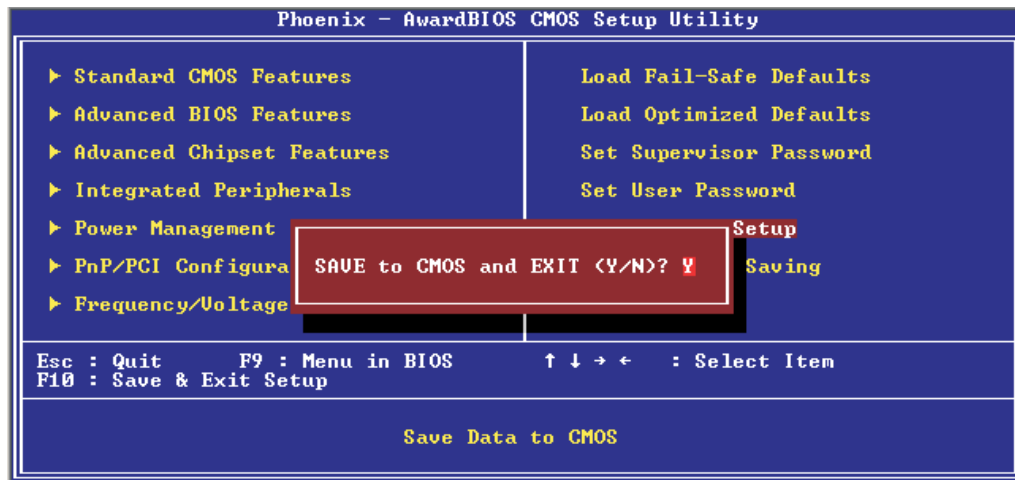 Phoenix - AwardBIOS CMOS Setup Utility
▶ Standard CMOS Features
▶ Advanced BIOS Features
▶ Advanced Chipset Features
▶ Integrated Peripherals
▶ Power Management
▶ PnP/PCI Configura
▶ Frequency/Voltage
Load Fail-Safe Defaults
Load Optimized Defaults
Set Supervisor Password
Set User Password
Setup
Saving
SAVE to CMOS and EXIT (Y/N)? Y
Esc : Quit F9 : Menu in BIOS ↑ ↓ → ← : Select Item
F10 : Save & Exit Setup
Save Data to CMOS